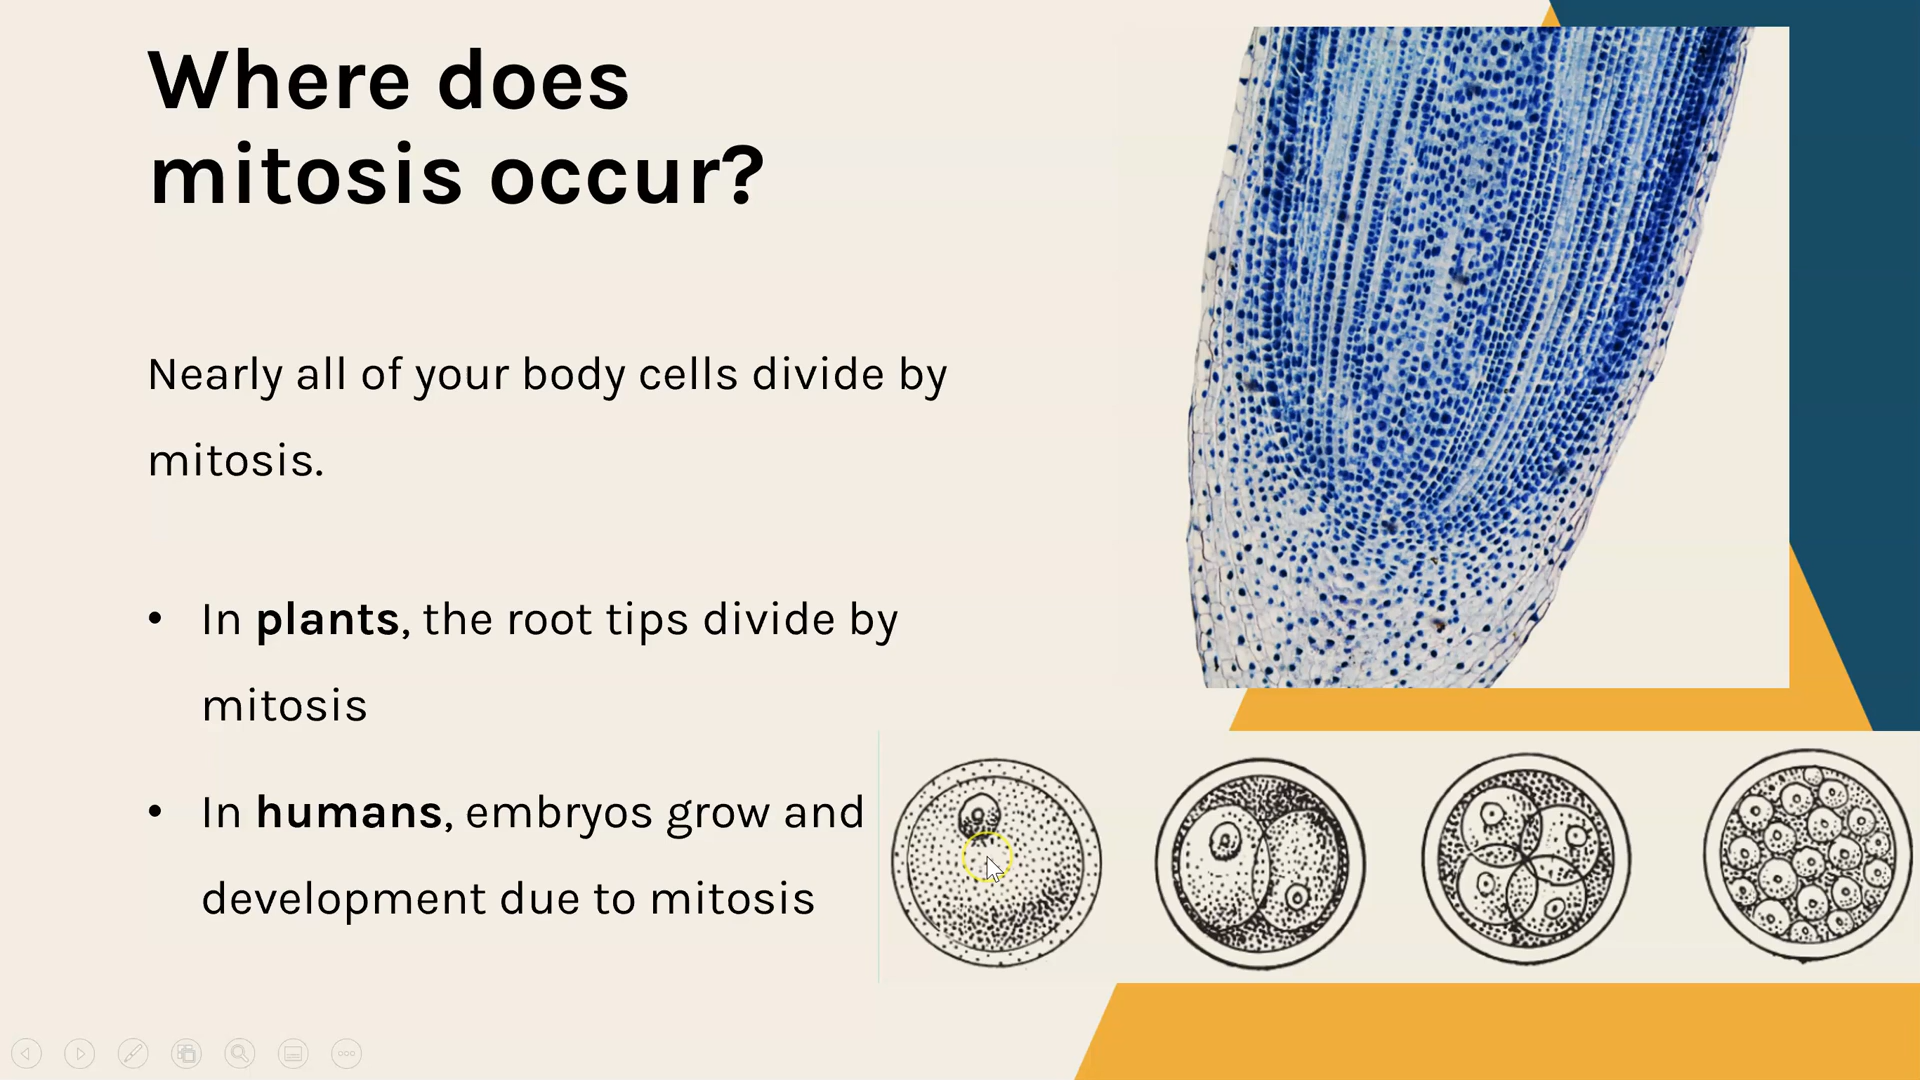 Where does
mitosis occur?
Nearly all of your body cells divide by
mitosis.
• In plants, the root tips divide by
mitosis
• In humans, embryos grow and
development due to mitosis